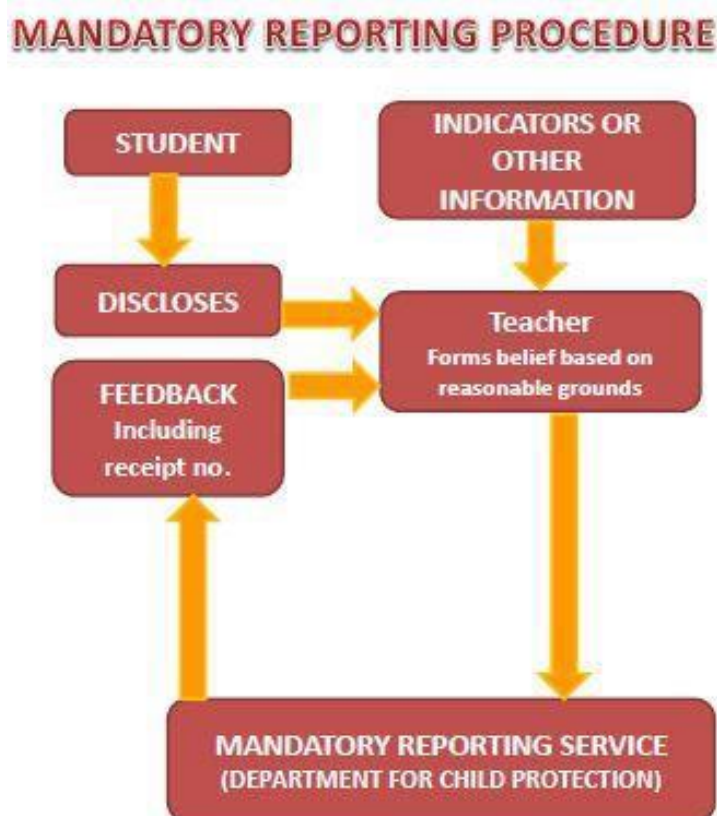 MANDATORY REPORTING PROCEDURE
STUDENT
INDICATORS OR
OTHER
INFORMATION
DISCLOSES
Teacher
Forms belief based on
reasonable grounds
FEEDBACK
Including
receipt no.
MANDATORY REPORTING SERVICE
(DEPARTMENT FOR CHILD PROTECTION)